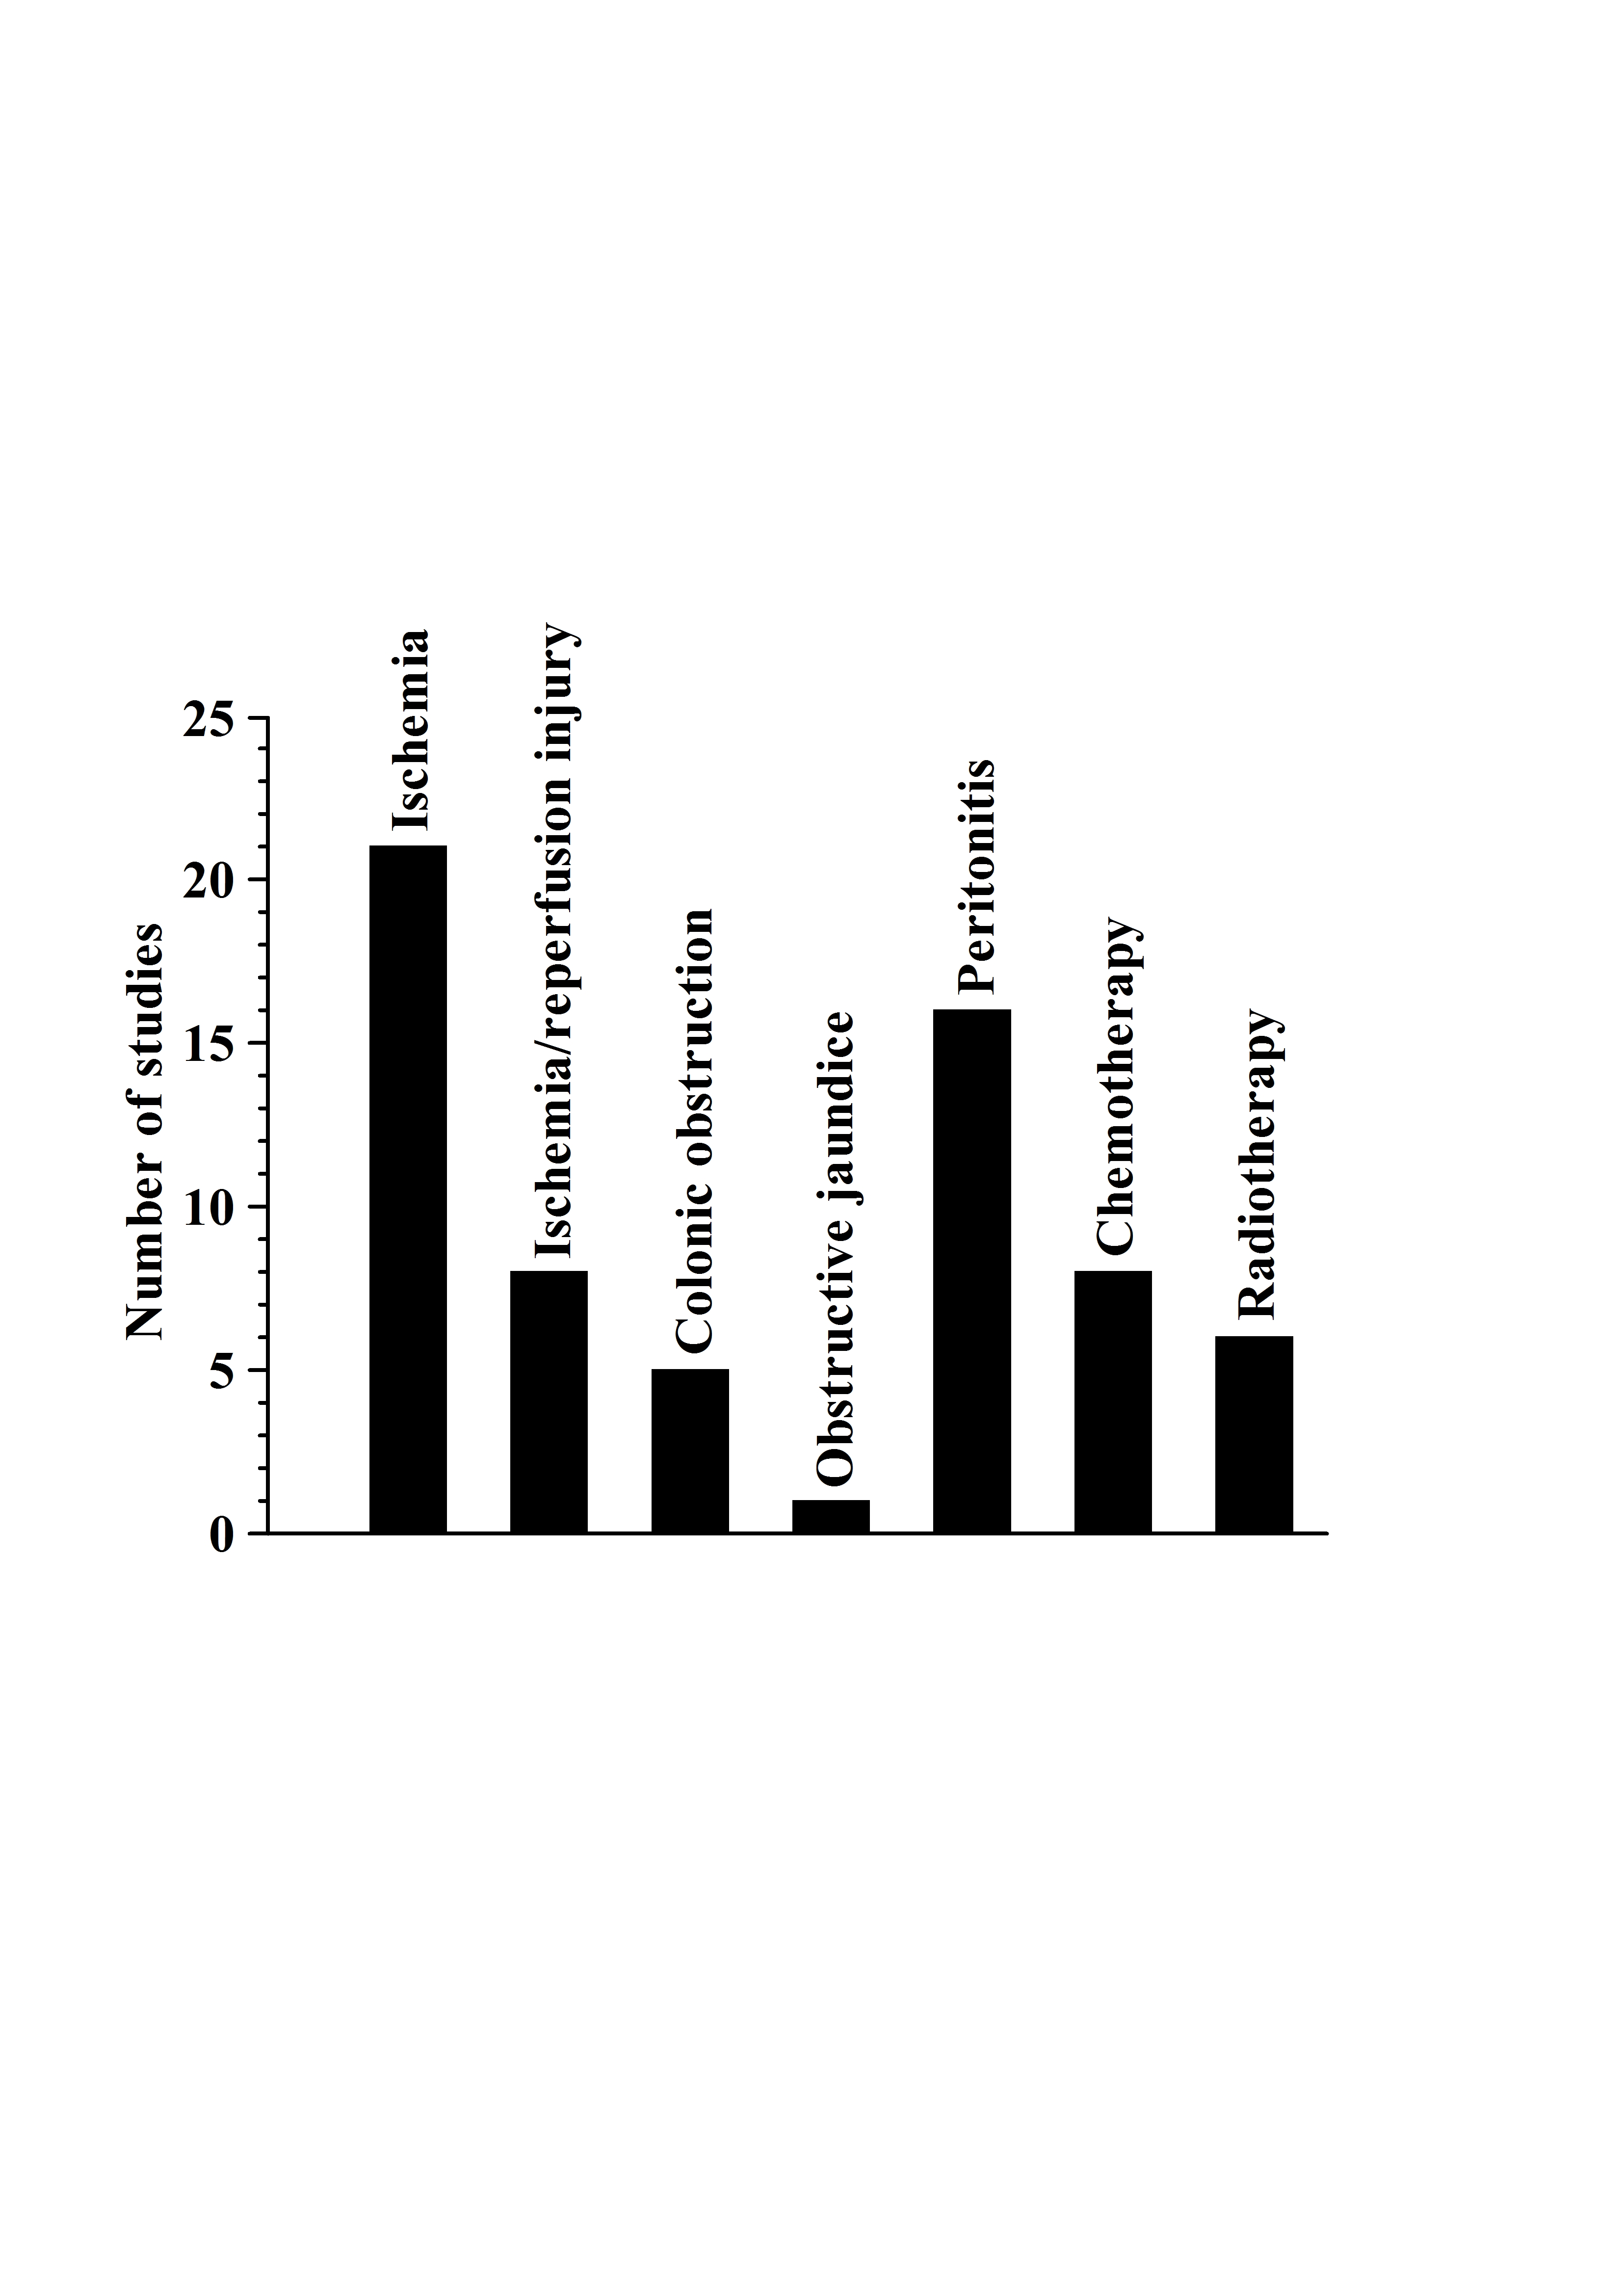 Number of studies
25
20
15
10
5
0
Ischemia
Ischemia/reperfusion injury
Colonic obstruction
Obstructive jaundice
Peritonitis
Chemotherapy
Radiotherapy